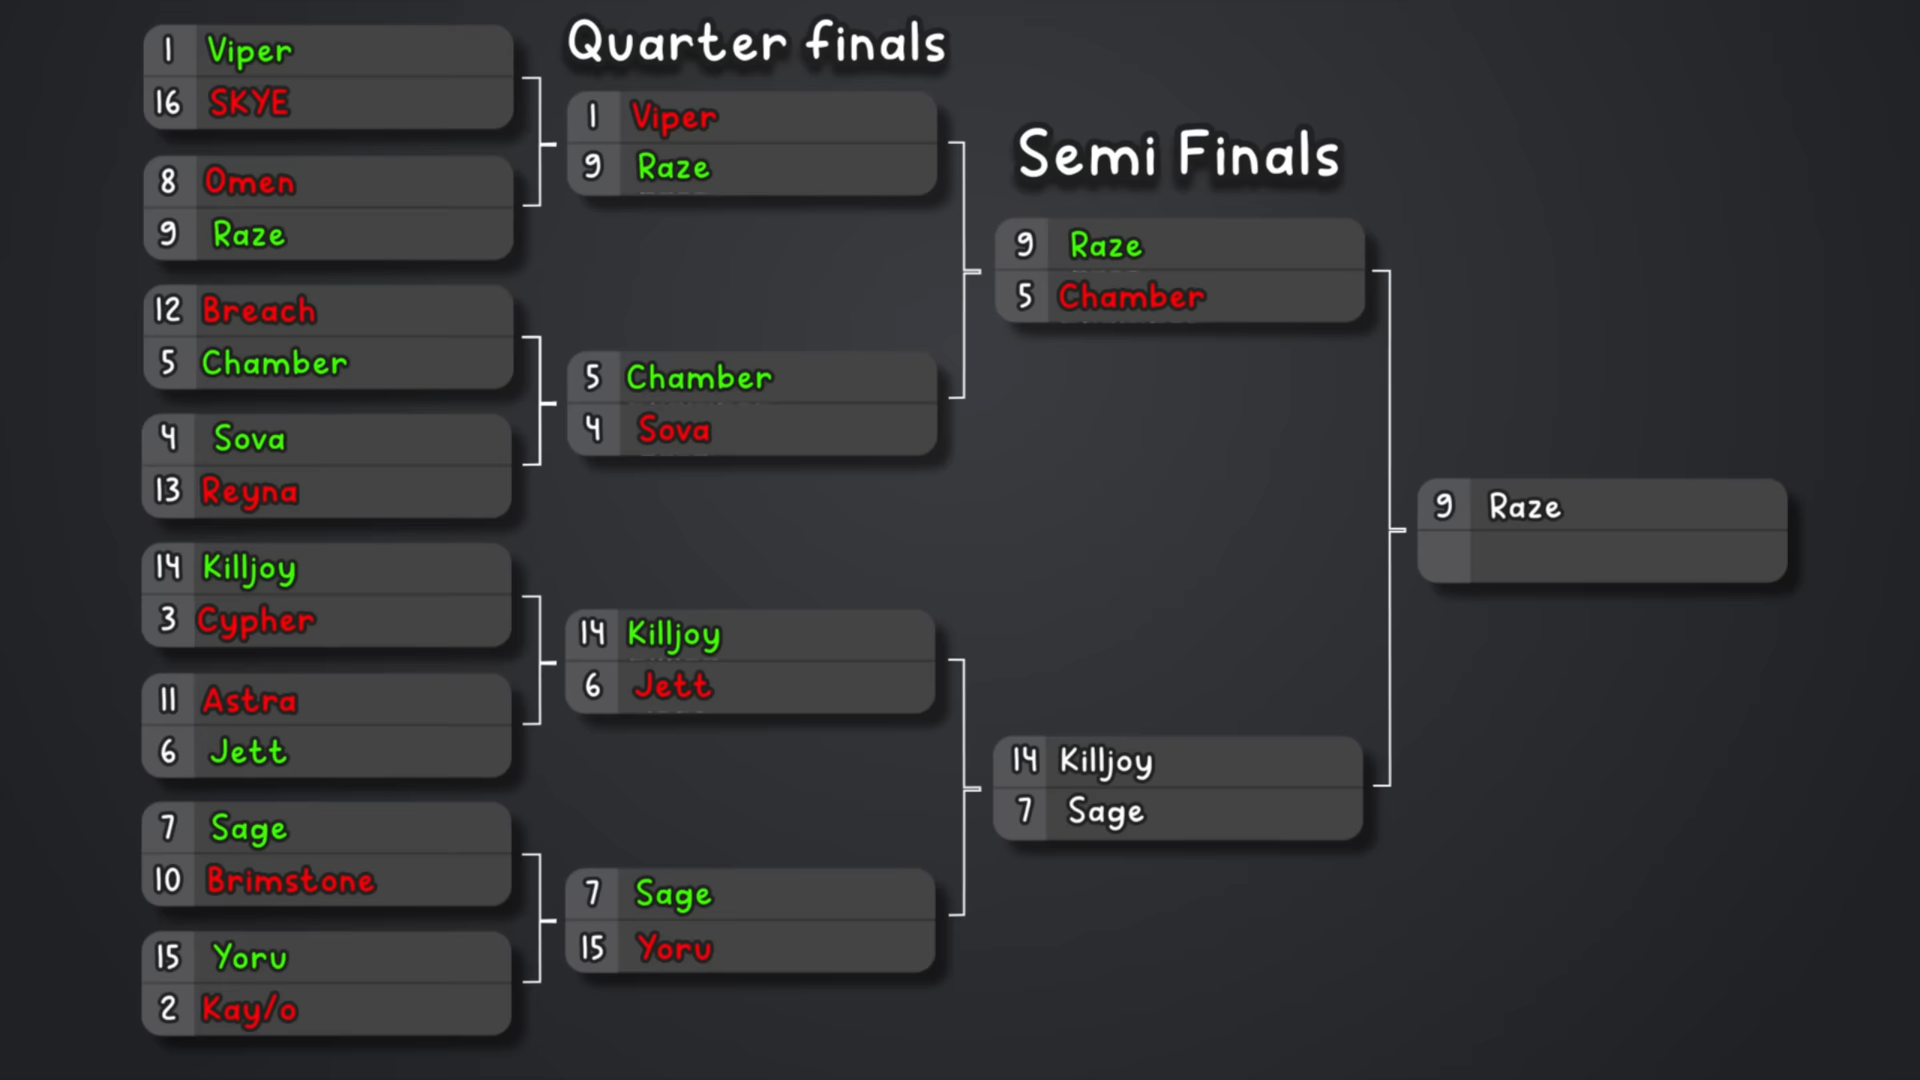 1 Viper
16 SKYE
8 Omen
9 Raze
12 Breach
5 Chamber
4 Sova
13 Reyna
14 Killjoy
3 Cypher
11 Astra
6 Jett
7 Sage
10 Brimstone
15 Yoru
2 Kay/o
Quarter finals
1 Viper
9 Raze
5 Chamber
4 Sova
14 Killjoy
6 Jett
7 Sage
15 Yoru
Semi Finals
9 Raze
5 Chamber
14 Killjoy
7 Sage
9 Raze